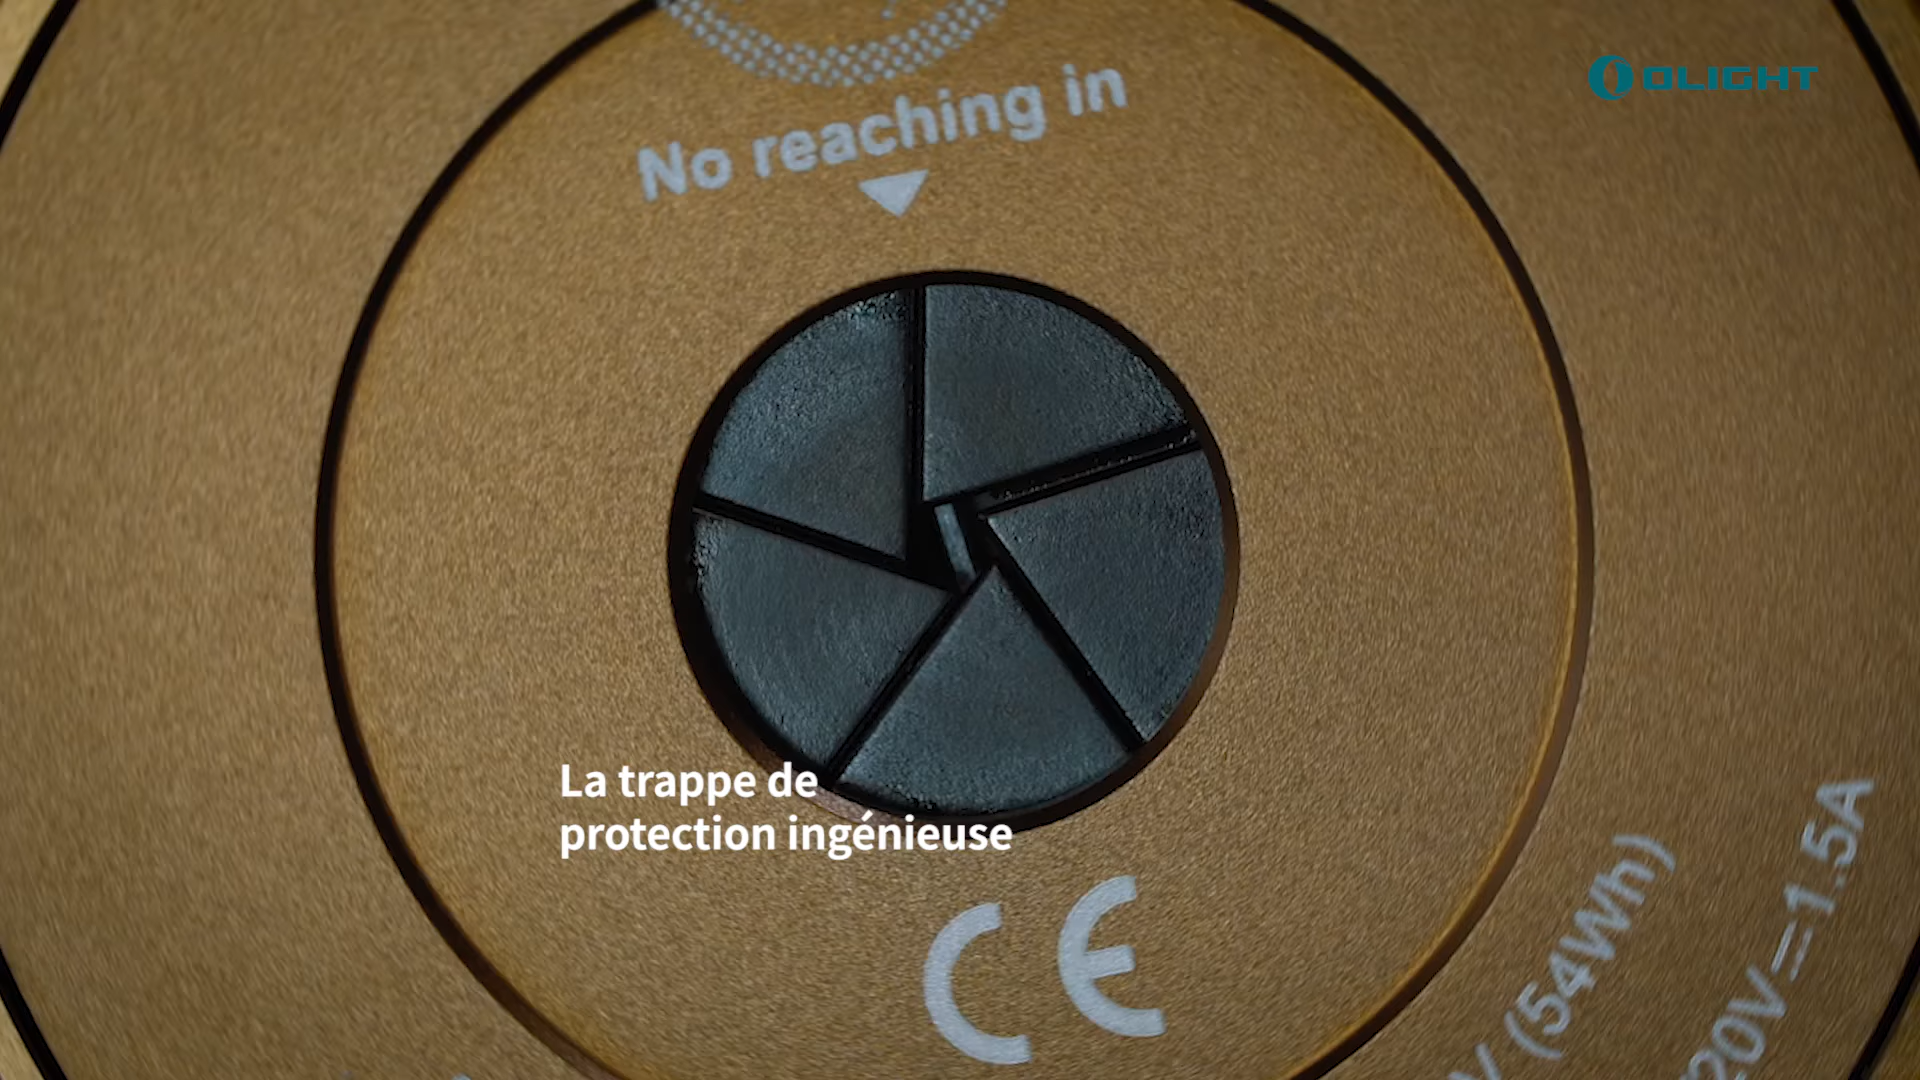 OLIGHT
No reaching in
La trappe de
protection ingénieuse
CE
V (54Wh)
20V⎓1.5A